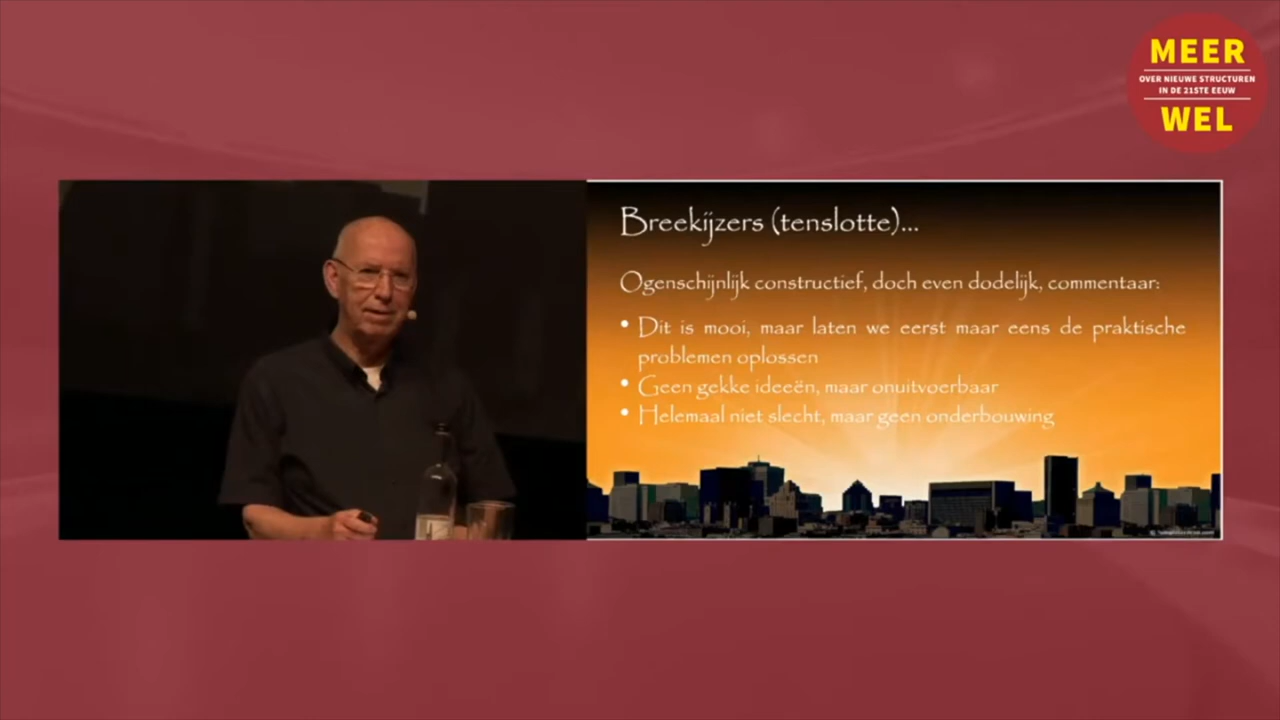 MEER
OVER NIEUWE STRUCTUREN
IN DE 21STE EEUW
WEL
Breekijzers (tenslotte)...
Ogenschijnlijk constructief, doch even dodelijk, commentaar:
• Dit is mooi, maar laten we eerst maar eens de praktische
problemen oplossen
• Geen gekke ideeën, maar onuitvoerbaar
• Helemaal niet slecht, maar geen onderbouwing